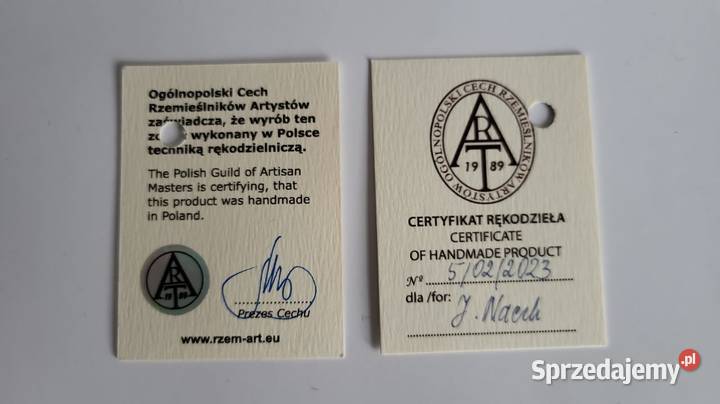 Ogólnopolski Cech
Rzemieślników Artystów
zaświadcza, że wyrób ten
wykonany w Polsce
techniką rękodzielniczą.
The Polish Guild of Artisan
Masters is certifying, that
this product was handmade
in Poland.
ART
Prezes Cechu
www.rzem-art.eu
OGÓLNOPOLSKI CECH RZEMIEŚLNIKÓW ARTYSTÓW
ART
19 89
CERTYFIKAT RĘKODZIEŁA
CERTIFICATE
OF HANDMADE PRODUCT
Nº 5/02/2023
dla /for: J.
Sprzedajemy.pl